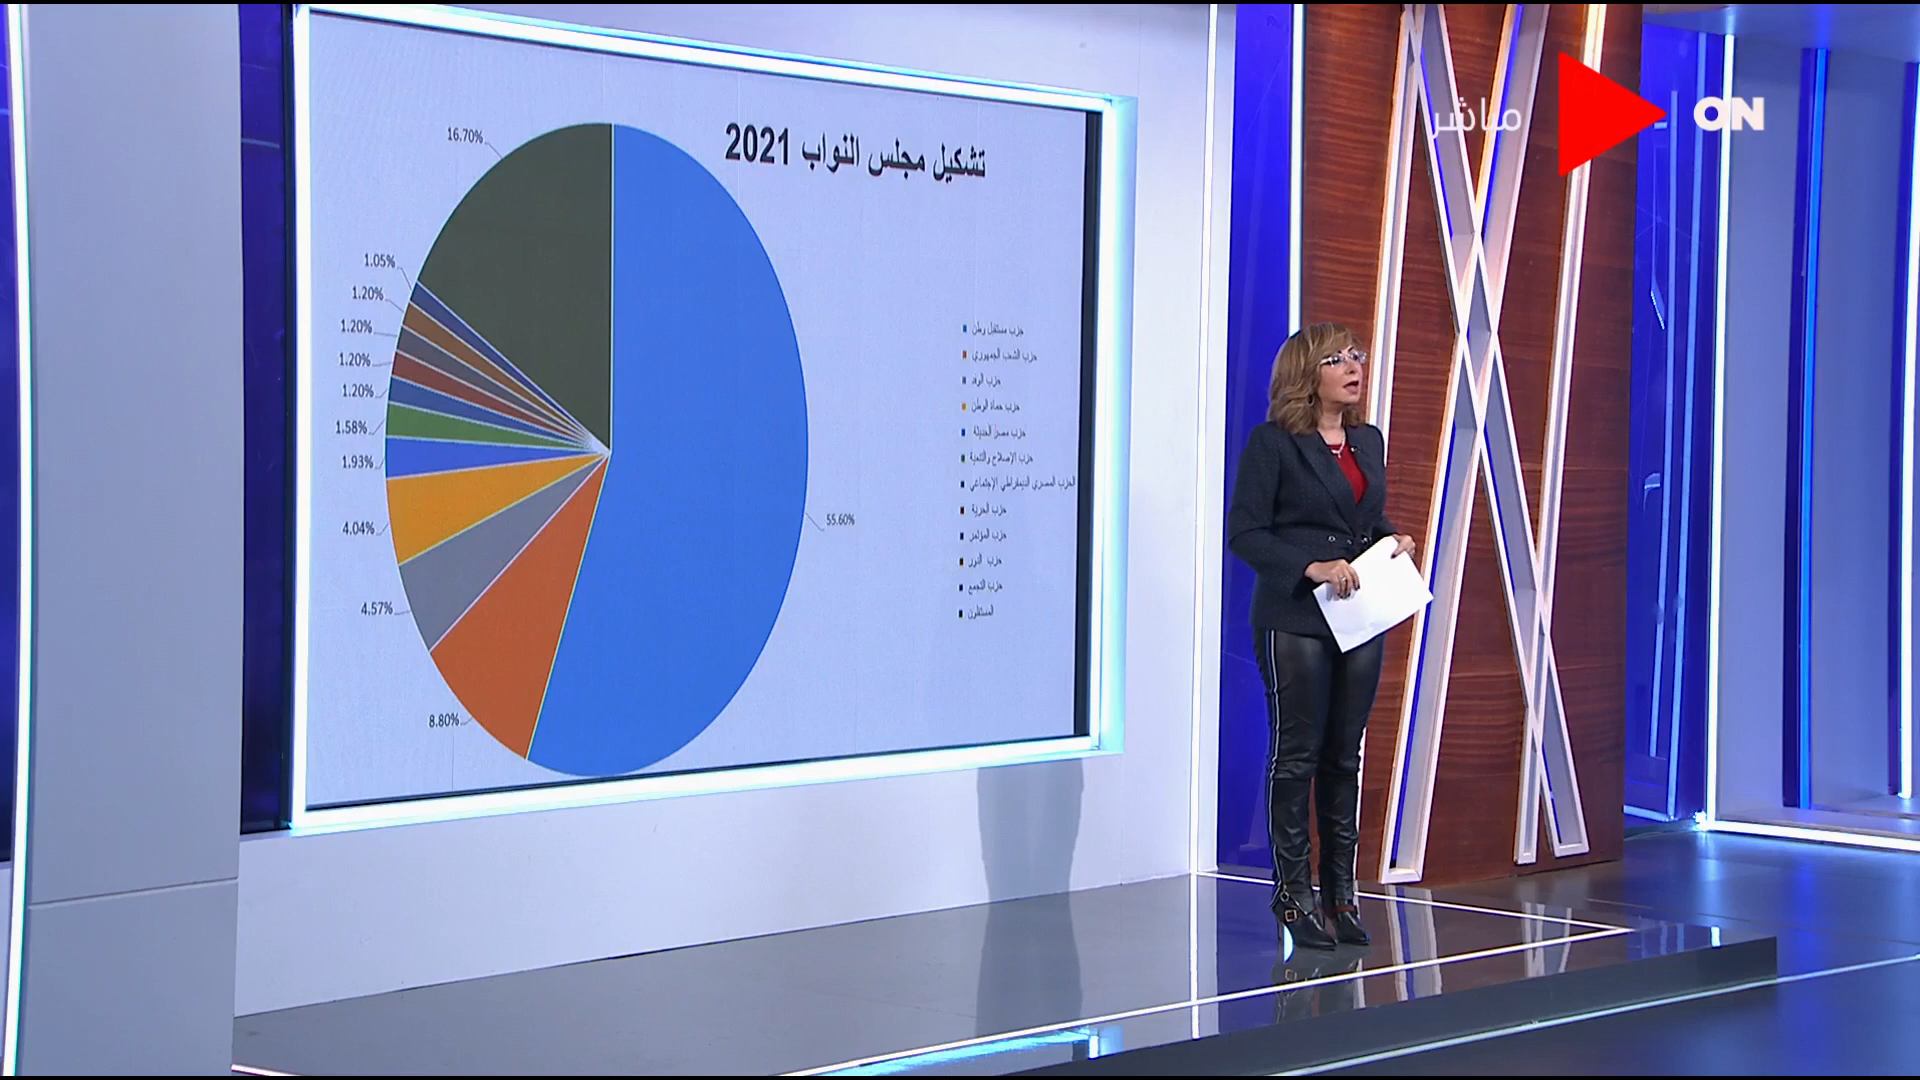 مباشر
ON
تشكيل مجلس النواب 2021
16.70%
1.05%
1.20%
1.20%
1.20%
1.20%
1.58%
1.93%
4.04%
4.57%
8.80%
55.60%
حزب مستقبل وطن
حزب الشعب الجمهوري
حزب الوفد
حزب حماة الوطن
حزب مصر الحديثة
حزب الإصلاح والتنمية
الحزب المصري الديمقراطي الإجتماعي
حزب الحرية
حزب المؤتمر
حزب النور
حزب التجمع
المستقلون